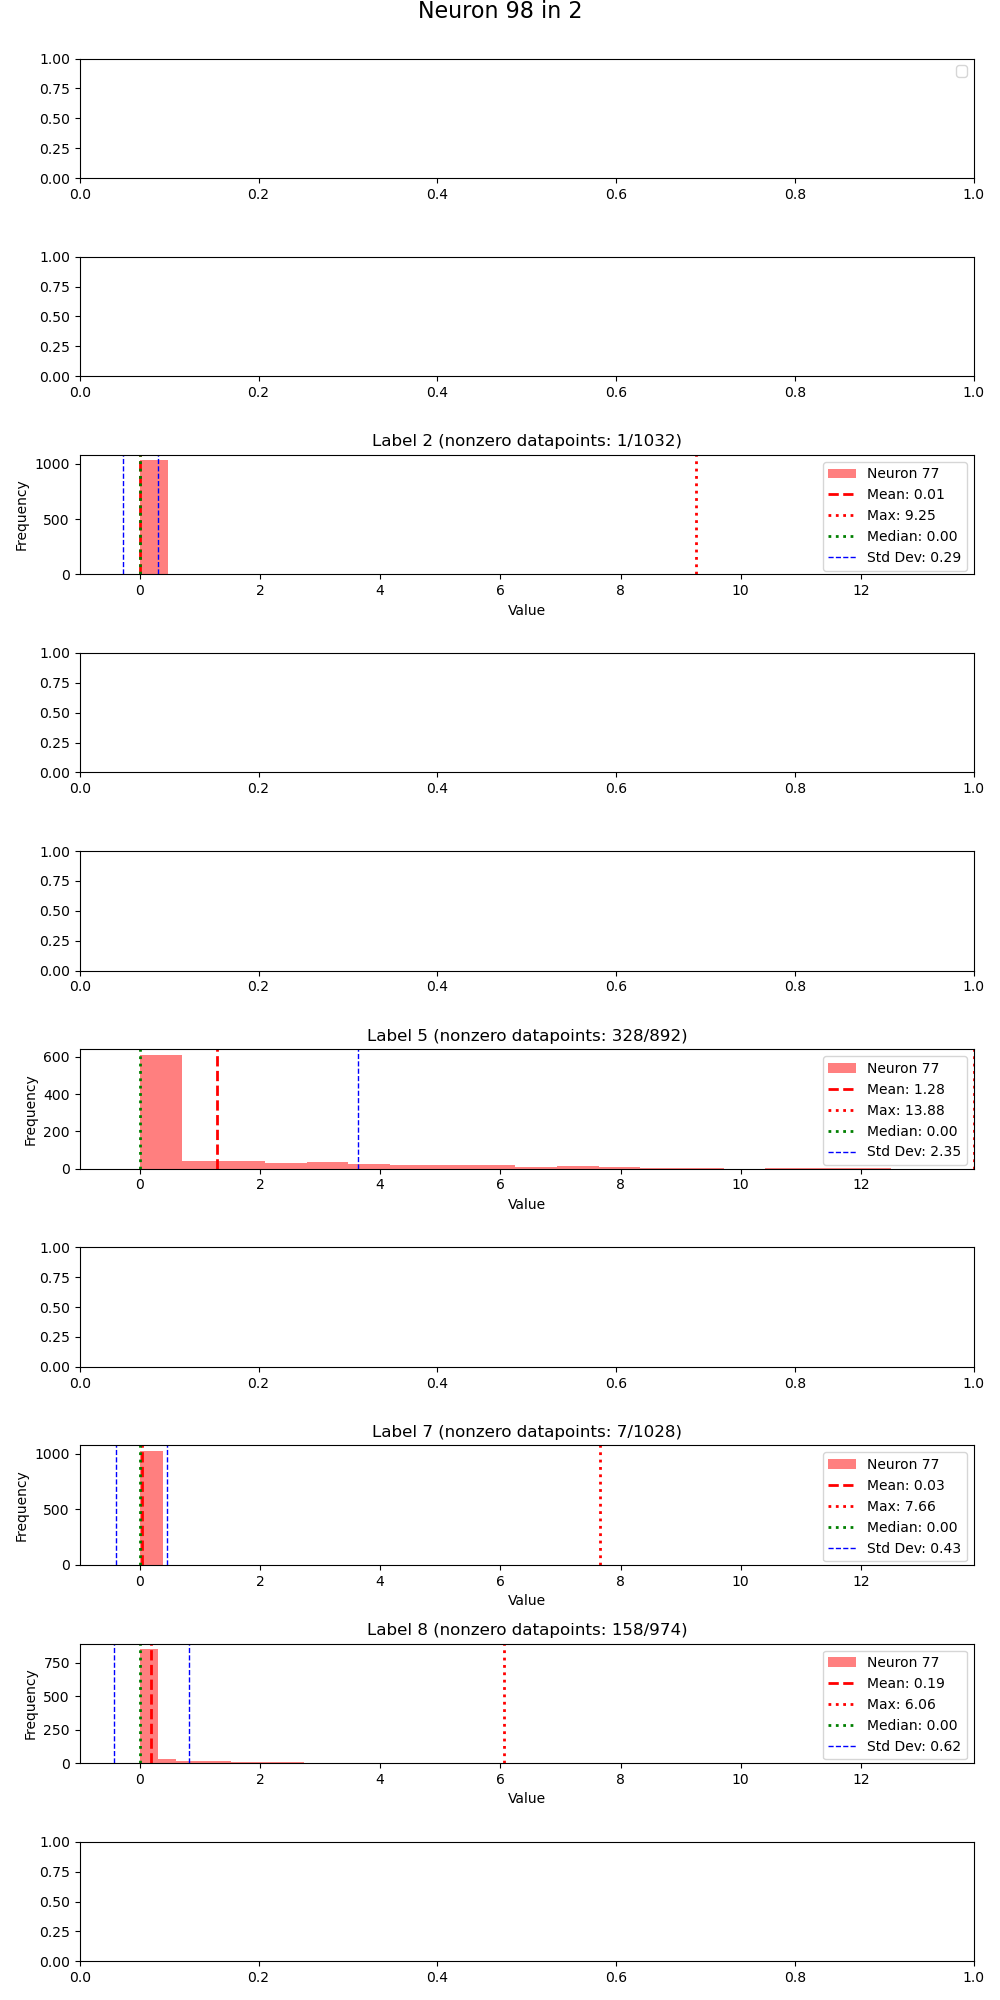 Neuron 98 in 2
1.00
0.75
0.50
0.25
0.00
0.0 0.2 0.4 0.6 0.8 1.0
1.00
0.75
0.50
0.25
0.00
0.0 0.2 0.4 0.6 0.8 1.0
Label 2 (nonzero datapoints: 1/1032)
Frequency
1000
500
0
Neuron 77
Mean: 0.01
Max: 9.25
Median: 0.00
Std Dev: 0.29
0 2 4 6 8 10 12
Value
1.00
0.75
0.50
0.25
0.00
0.0 0.2 0.4 0.6 0.8 1.0
1.00
0.75
0.50
0.25
0.00
0.0 0.2 0.4 0.6 0.8 1.0
Label 5 (nonzero datapoints: 328/892)
Frequency
600
400
200
0
Neuron 77
Mean: 1.28
Max: 13.88
Median: 0.00
Std Dev: 2.35
0 2 4 6 8 10 12
Value
1.00
0.75
0.50
0.25
0.00
0.0 0.2 0.4 0.6 0.8 1.0
Label 7 (nonzero datapoints: 7/1028)
Frequency
1000
500
0
Neuron 77
Mean: 0.03
Max: 7.66
Median: 0.00
Std Dev: 0.43
0 2 4 6 8 10 12
Value
Label 8 (nonzero datapoints: 158/974)
Frequency
750
500
250
0
Neuron 77
Mean: 0.19
Max: 6.06
Median: 0.00
Std Dev: 0.62
0 2 4 6 8 10 12
Value
1.00
0.75
0.50
0.25
0.00
0.0 0.2 0.4 0.6 0.8 1.0